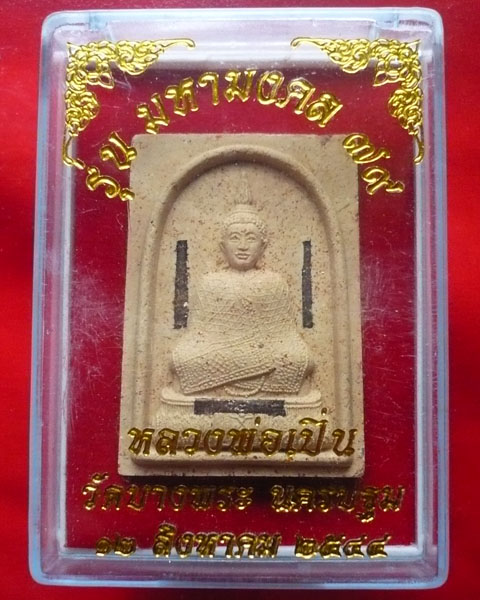 รุ่น มหามงคล ๗๙
หลวงพ่อเปิ่น
วัดบางพระ นครปฐม
๑๒ สิงหาคม ๒๕๔๔